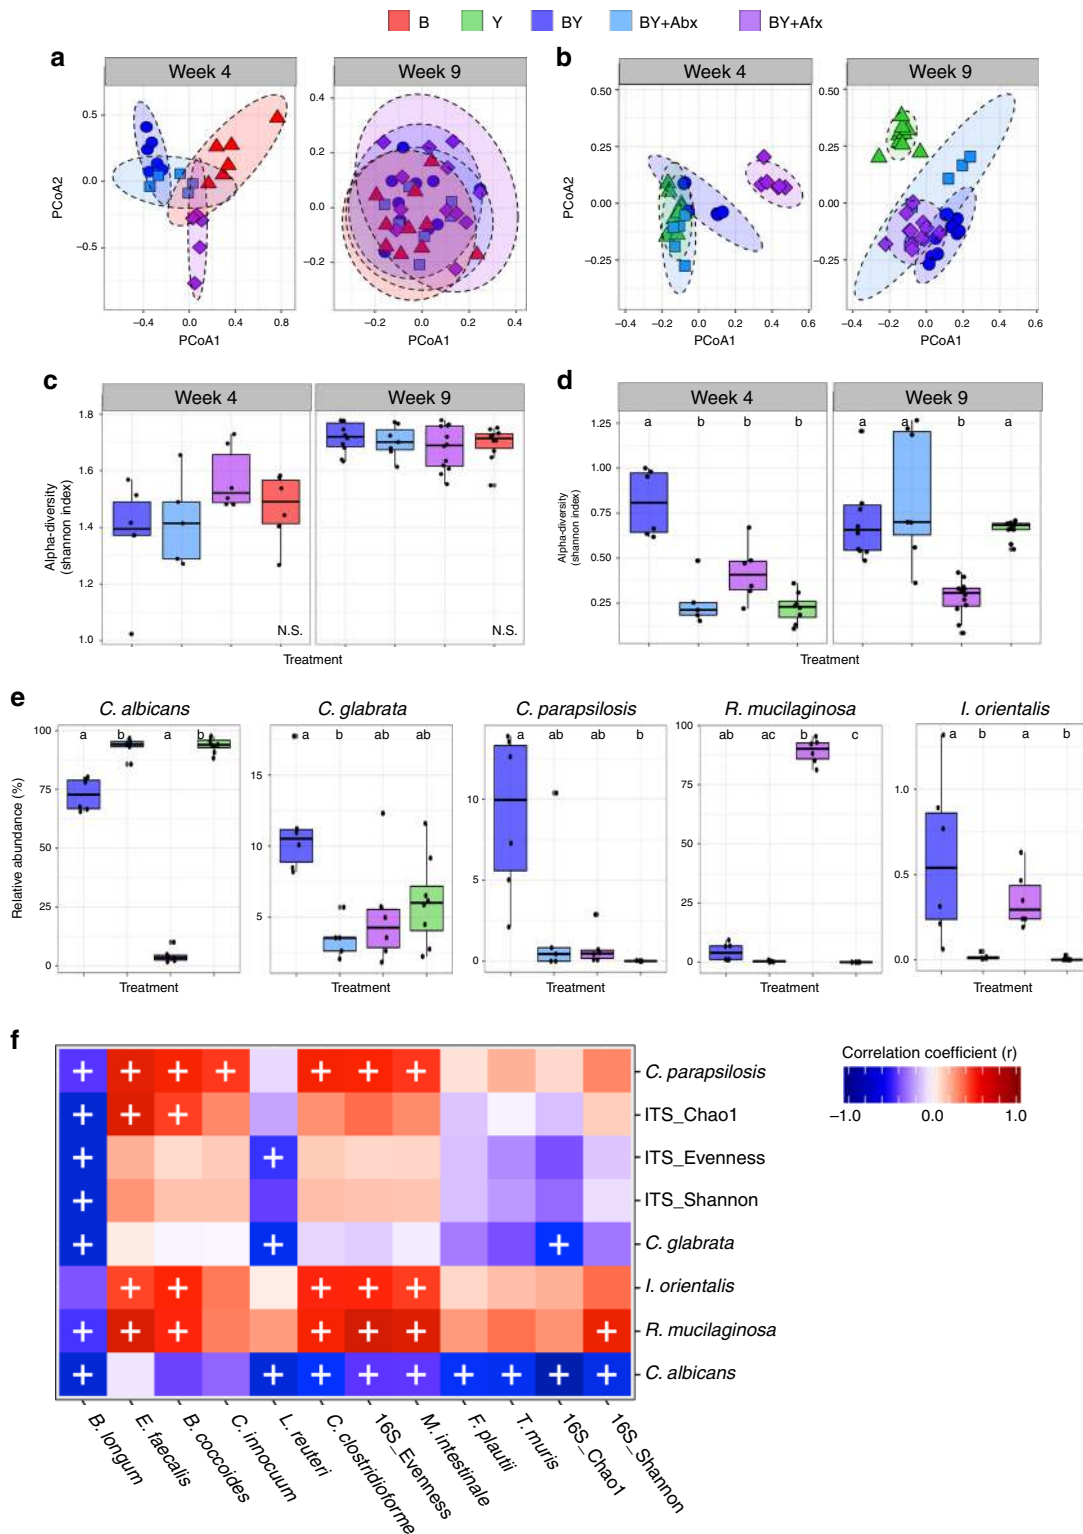 B Y BY BY+Abx BY+Afx
a
Week 4 Week 9
0.5
0.0
−0.5
PCoA2
−0.4 0.0 0.4 0.8
0.4
0.2
0.0
−0.2
−0.2 0.0 0.2 0.4
PCoA1
b
Week 4 Week 9
0.50
0.25
0.00
−0.25
PCoA2
−0.4 −0.2 0.0 0.2 0.4 0.6
0.50
0.25
0.00
−0.25
−0.4 −0.2 0.0 0.2 0.4 0.6
PCoA1 PCoA1
c
Week 4 Week 9
1.8
1.6
1.4
1.2
1.0
Alpha-diversity
(shannon index)
N.S. N.S.
Treatment
d
Week 4 Week 9
a b b b a a b a
1.25
1.00
0.75
0.50
0.25
Alpha-diversity
(shannon index)
Treatment
e
C. albicans C. glabrata C. parapsilosis R. mucilaginosa I. orientalis
a b a b
a b ab ab
a ab ab b
ab ac b c
a b a b
100
75
50
25
0
Relative abundance (%)
15
10
5
10
5
0
100
75
50
25
0
1.0
0.5
0.0
Treatment Treatment Treatment Treatment Treatment
f
C. parapsilosis
ITS_Chao1
ITS_Evenness
ITS_Shannon
C. glabrata
I. orientalis
R. mucilaginosa
C. albicans
B. longum
E. faecalis
B. coccoides
C. innocuum
L. reuteri
C. clostridioforme
16S_Evenness
M. intestinale
F. plautii
T. muris
16S_Chao1
16S_Shannon
Correlation coefficient (r)
−1.0 0.0 1.0